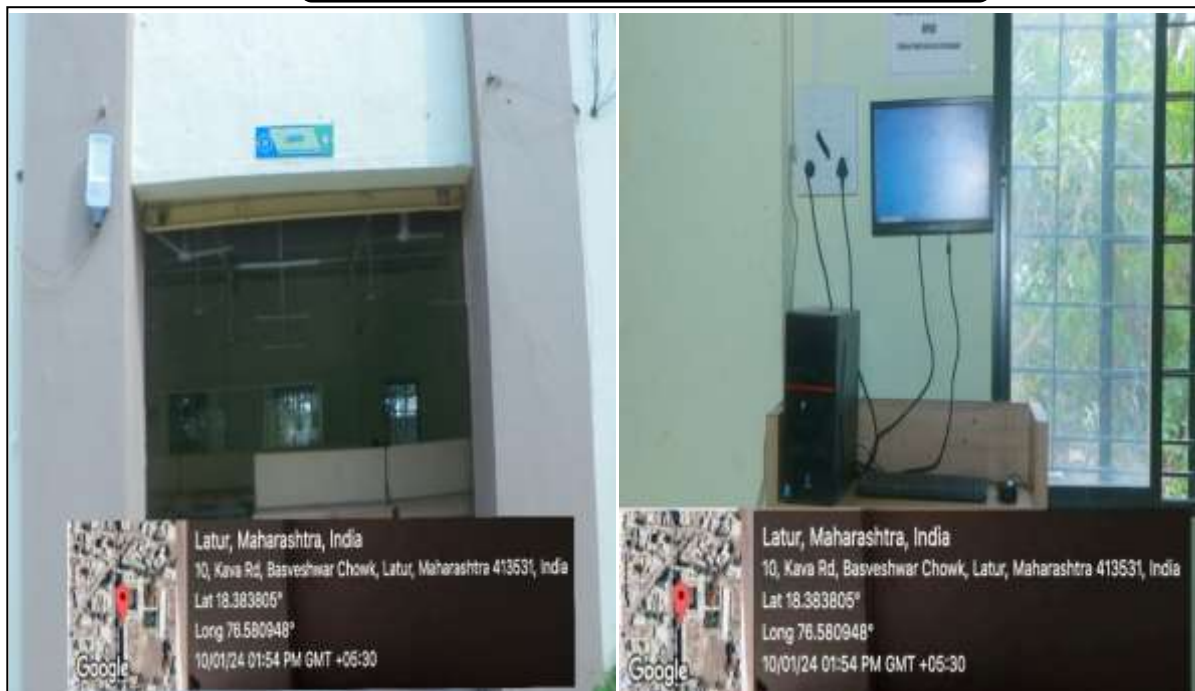 Latur, Maharashtra, India
10, Kava Rd, Basveshwar Chowk, Latur, Maharashtra 413531, India
Lat 18.383805°
Long 76.580948°
10/01/24 01:54 PM GMT +05:30
Google
Latur, Maharashtra, India
10, Kava Rd, Basveshwar Chowk, Latur, Maharashtra 413531, India
Lat 18.383805°
Long 76.580948°
10/01/24 01:54 PM GMT +05:30
Google